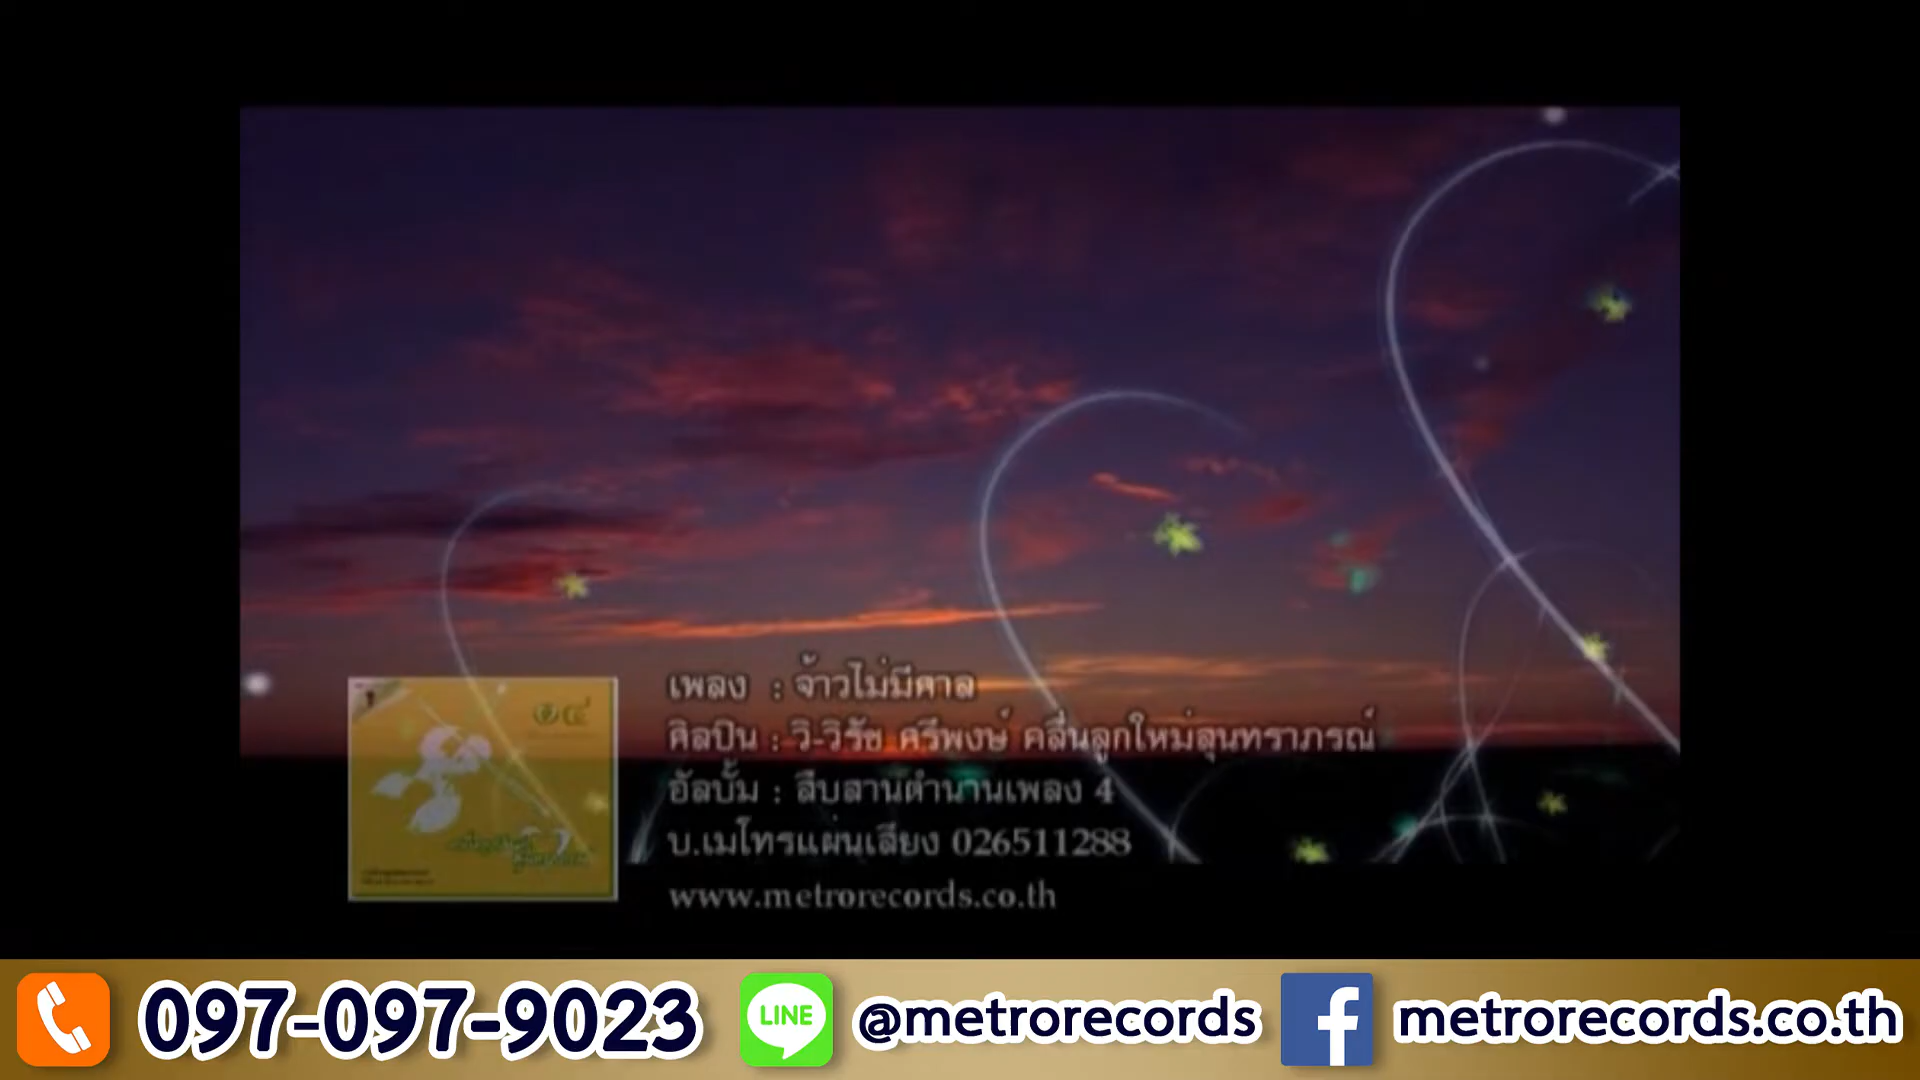 ๑๔
เพลง : จ้าวไม่มีศาล
ศิลปิน : วิ-วิรัช ศรีพงษ์ คลื่นลูกใหม่สุนทราภรณ์
อัลบั้ม : สืบสานตำนานเพลง 4
บ.เมโทรแผ่นเสียง 026511288
www.metrorecords.co.th
097-097-9023
LINE
@metrorecords
f
metrorecords.co.th